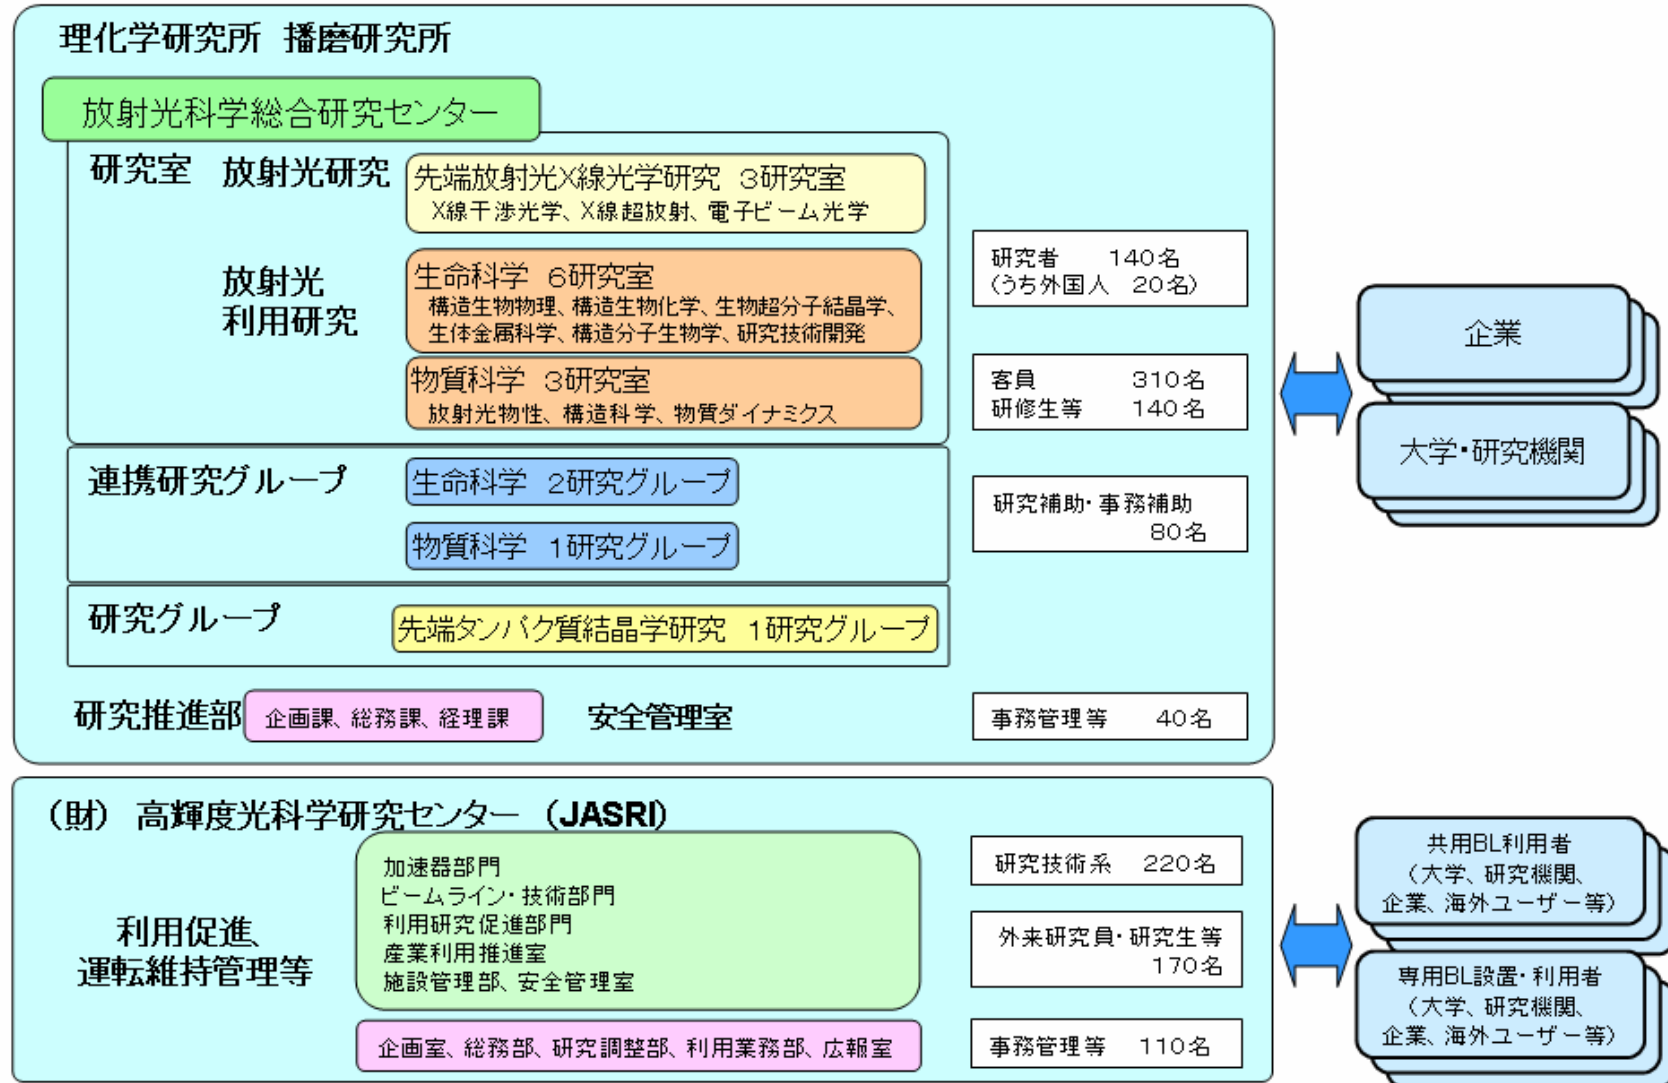 理化学研究所 播磨研究所
放射光科学総合研究センター
研究室 放射光研究
先端放射光X線光学研究 3研究室
X線干渉光学、X線超放射、電子ビーム光学
放射光
利用研究
生命科学 6研究室
構造生物物理、構造生物化学、生物超分子結晶学、
生体金属科学、構造分子生物学、研究技術開発
物質科学 3研究室
放射光物性、構造科学、物質ダイナミクス
連携研究グループ
生命科学 2研究グループ
物質科学 1研究グループ
研究グループ
先端タンパク質結晶学研究 1研究グループ
研究推進部
企画課、総務課、経理課
安全管理室
研究者 140名
(うち外国人 20名)
客員 310名
研修生等 140名
研究補助・事務補助
80名
事務管理等 40名
企業
大学・研究機関
(財) 高輝度光科学研究センター (JASRI)
利用促進、
運転維持管理等
加速器部門
ビームライン・技術部門
利用研究促進部門
産業利用推進室
施設管理部、安全管理室
企画室、総務部、研究調整部、利用業務部、広報室
研究技術系 220名
外来研究員・研究生等
170名
事務管理等 110名
共用BL利用者
(大学、研究機関、
企業、海外ユーザー等)
専用BL設置・利用者
(大学、研究機関、
企業、海外ユーザー等)